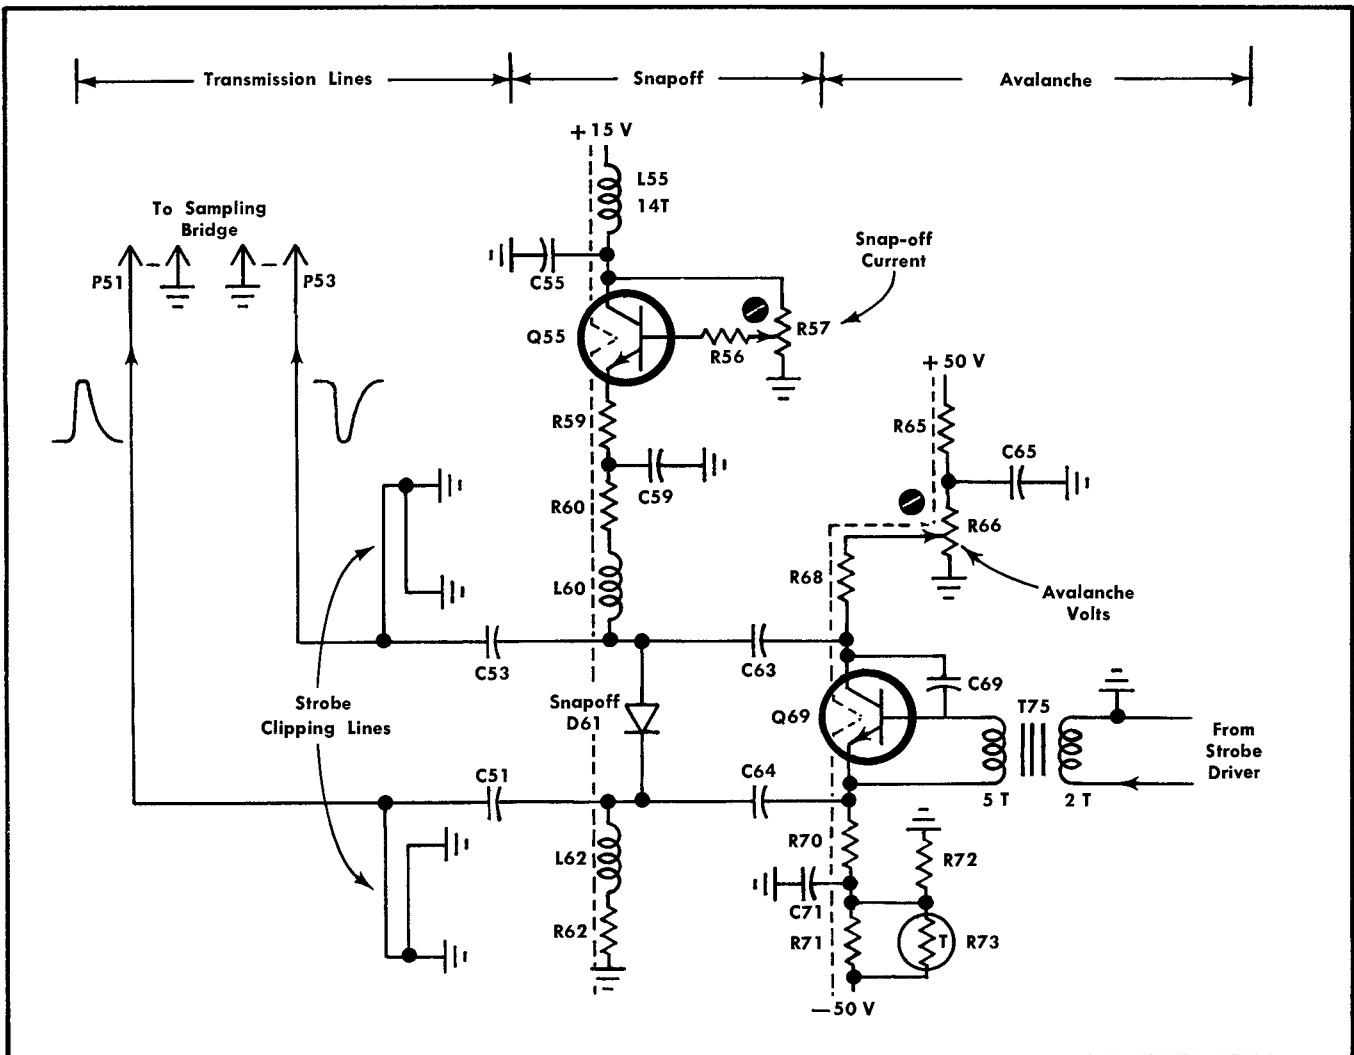 Transmission Lines
Snapoff
Avalanche
+15 V
L55
14T
To Sampling
Bridge
P51
P53
C55
Snap-off
Current
Q55
R56
R57
+50 V
R59
R65
C65
C59
R60
R66
L60
R68
Avalanche
Volts
C53
C63
C69
Strobe
Clipping Lines
Snapoff
D61
Q69
T75
From
Strobe
Driver
C51
C64
5 T
2 T
L62
R70
R72
C71
R62
R71
T
R73
—50 V